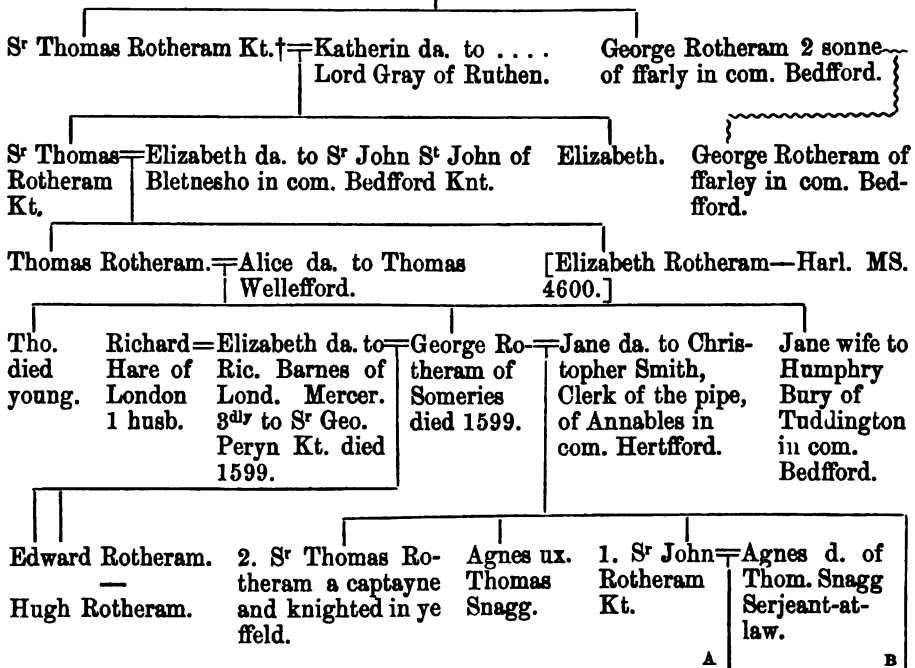 Sr Thomas Rotheram Kt.†=Katherin da. to . . . .
Lord Gray of Ruthen.
George Rotheram 2 sonne
of ffarly in com. Bedfford.
Sr Thomas
Rotheram
Kt.
=Elizabeth da. to Sr John St John of
Bletnesho in com. Bedfford Knt.
Elizabeth.
George Rotheram of
ffarley in com. Bed-
fford.
Thomas Rotheram.=Alice da. to Thomas
Wellefford.
[Elizabeth Rotheram—Harl. MS.
4600.]
Tho.
died
young.
Richard
Hare of
London
1 husb.
=Elizabeth da. to
Ric. Barnes of
Lond. Mercer.
3dly to Sr Geo.
Peryn Kt. died
1599.
=George Ro-
theram of
Someries
died 1599.
=Jane da. to Chris-
topher Smith,
Clerk of the pipe,
of Annables in
com. Hertfford.
Jane wife to
Humphry
Bury of
Tuddington
in com.
Bedfford.
Edward Rotheram.
—
Hugh Rotheram.
2. Sr Thomas Ro-
theram a captayne
and knighted in ye
ffeld.
Agnes ux.
Thomas
Snagg.
1. Sr John
Rotheram
Kt.
=Agnes d. of
Thom. Snagg
Serjeant-at-
law.
A
B